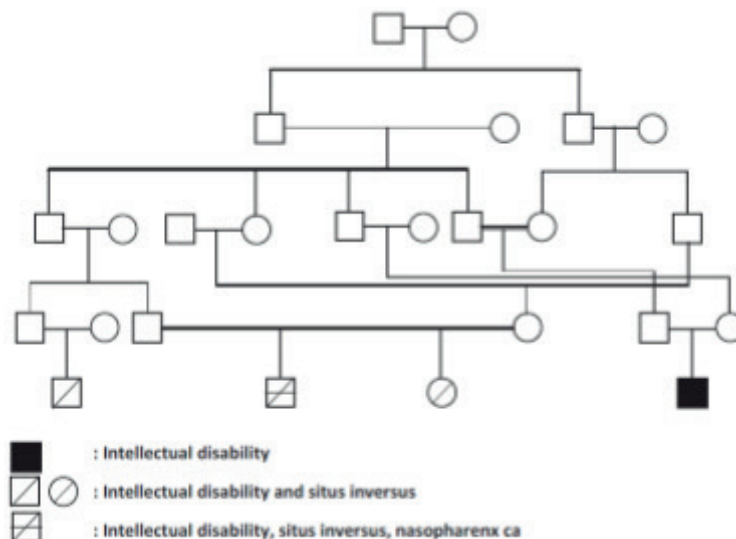 : Intellectual disability
: Intellectual disability and situs inversus
: Intellectual disability, situs inversus, nasopharenx ca